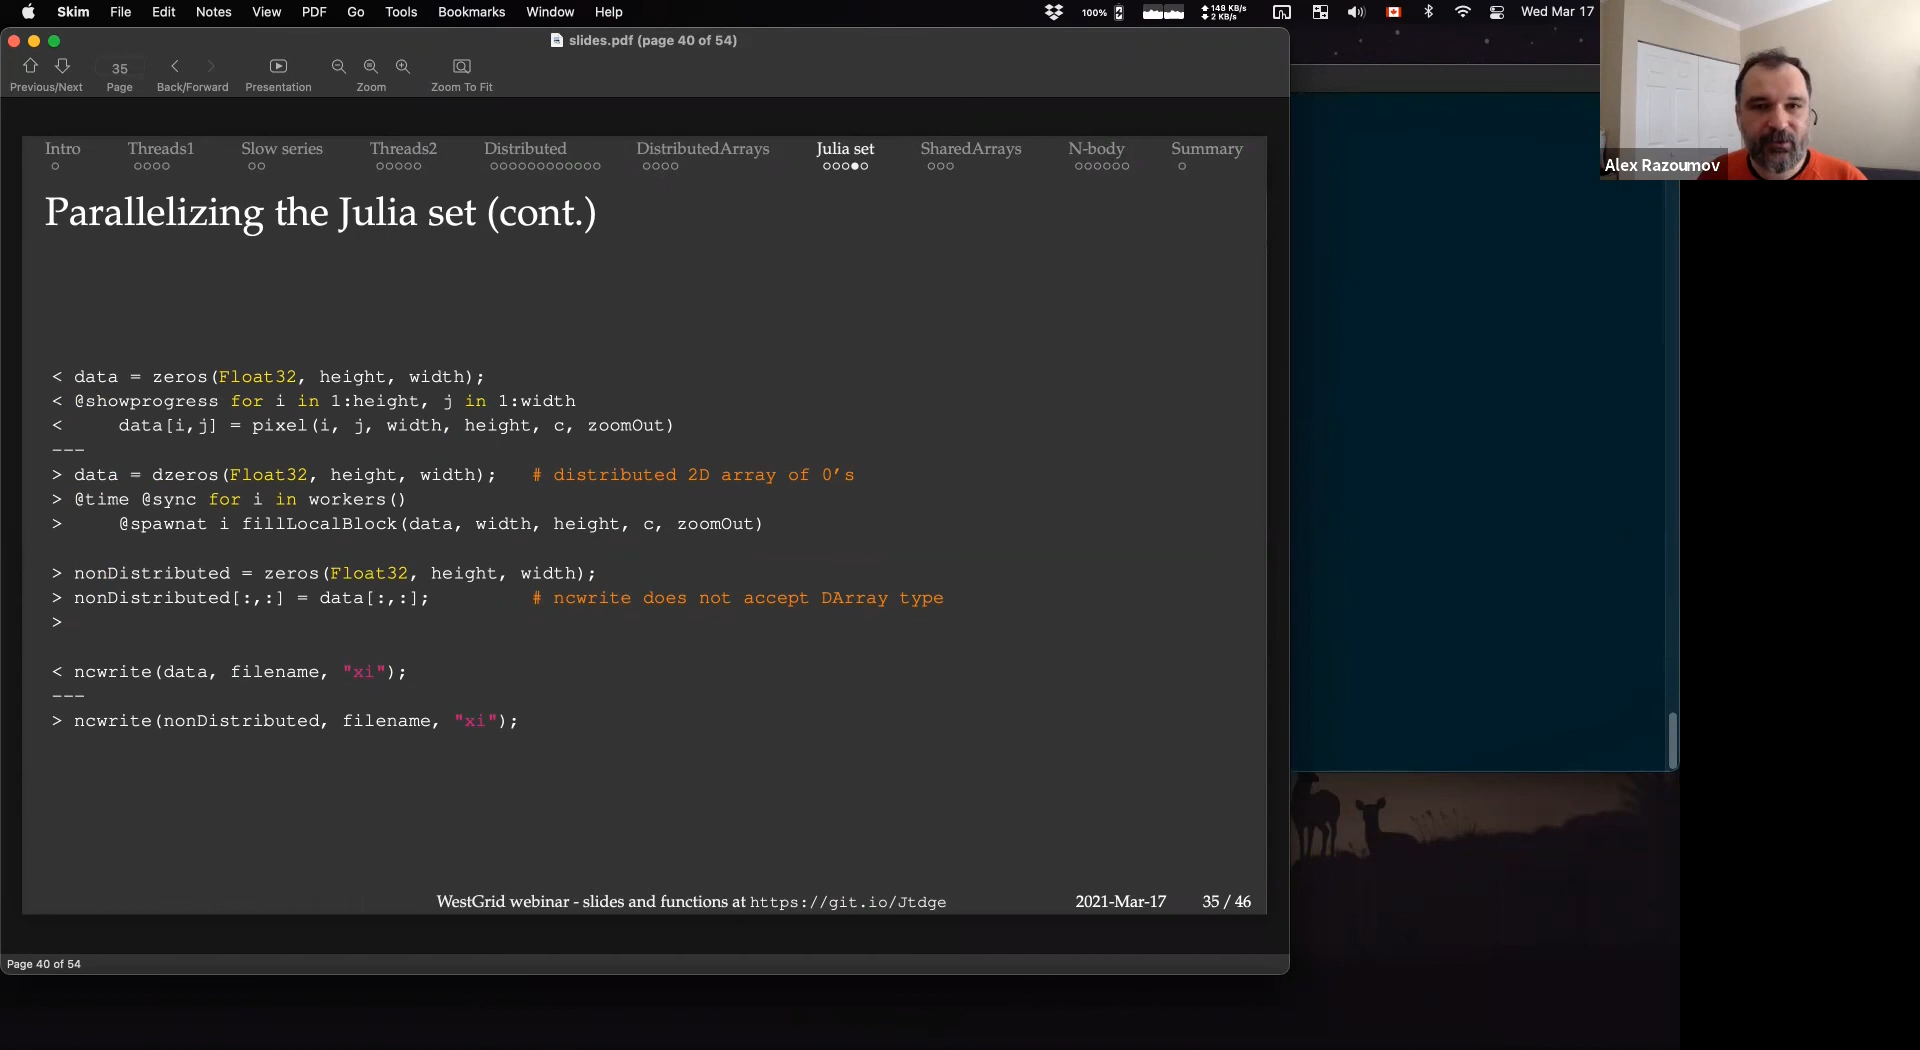 Skim File Edit Notes View PDF Go Tools Bookmarks Window Help 100% 148 KB/s 2 KB/s Wed Mar 17
slides.pdf (page 40 of 54)
35
Previous/Next Page Back/Forward Presentation Zoom Zoom To Fit
Alex Razoumov
Intro Threads1 Slow series Threads2 Distributed DistributedArrays Julia set SharedArrays N-body Summary
Parallelizing the Julia set (cont.)
< data = zeros(Float32, height, width);
< @showprogress for i in 1:height, j in 1:width
<     data[i,j] = pixel(i, j, width, height, c, zoomOut)
---
> data = dzeros(Float32, height, width);   # distributed 2D array of 0's
> @time @sync for i in workers()
>     @spawnat i fillLocalBlock(data, width, height, c, zoomOut)
> nonDistributed = zeros(Float32, height, width);
> nonDistributed[:,:] = data[:,:];         # ncwrite does not accept DArray type
>
< ncwrite(data, filename, "xi");
---
> ncwrite(nonDistributed, filename, "xi");
WestGrid webinar - slides and functions at https://git.io/Jtdge 2021-Mar-17 35 / 46
Page 40 of 54